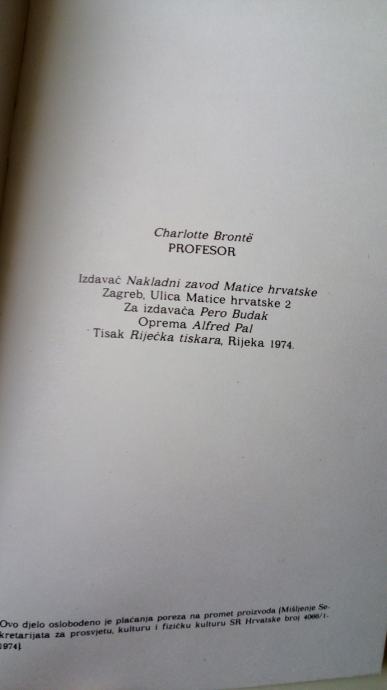 Charlotte Brontë
PROFESOR
Izdavač Nakladni zavod Matice hrvatske
Zagreb, Ulica Matice hrvatske 2
Za izdavača Pero Budak
Oprema Alfred Pal
Tisak Riječka tiskara, Rijeka 1974.
Ovo djelo oslobođeno je plaćanja poreza na promet proizvoda (Mišljenje Se-
kretarijata za prosvjetu, kulturu i fizičku kulturu SR Hrvatske broj 4066/1-
1974).